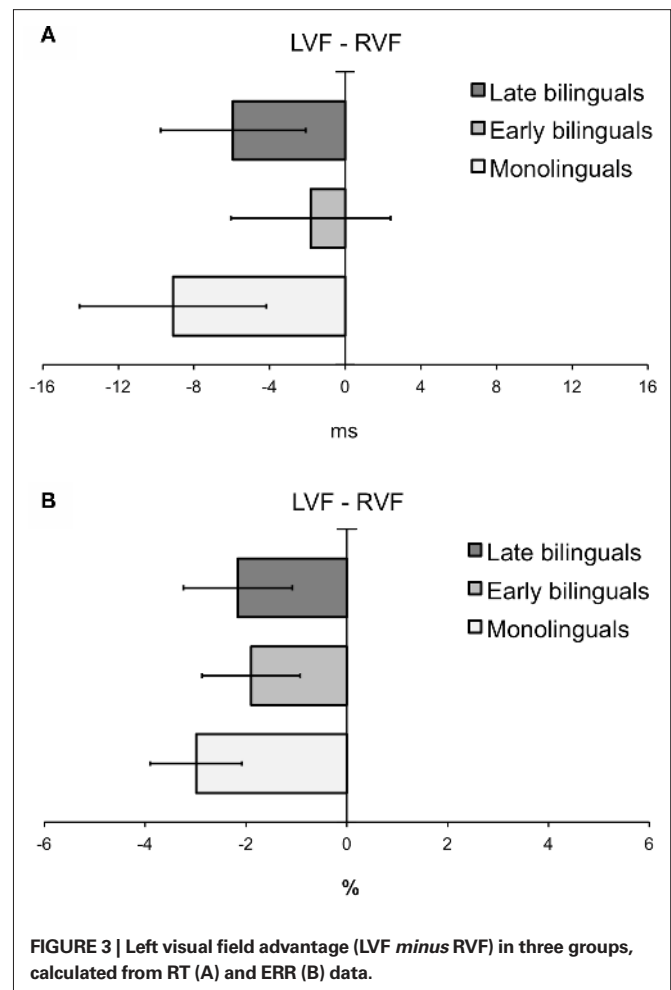 A
LVF - RVF
Late bilinguals
Early bilinguals
Monolinguals
-16 -12 -8 -4 0 4 8 12 16
ms
B
LVF - RVF
Late bilinguals
Early bilinguals
Monolinguals
-6 -4 -2 0 2 4 6
%
FIGURE 3 | Left visual field advantage (LVF minus RVF) in three groups,
calculated from RT (A) and ERR (B) data.